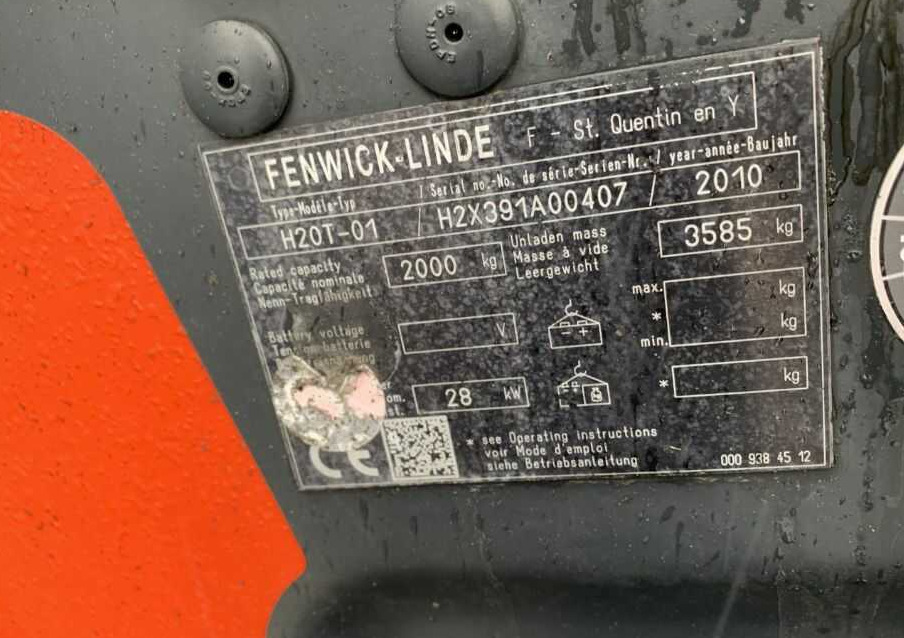 FENWICK-LINDE F - St. Quentin en Y
Type-Modèle-Typ / Serial no.-No. de série-Serien-Nr. / year-année-Baujahr
H20T-01 / H2X391A00407 / 2010
Rated capacity
Capacité nominale
Nenn-Tragfähigkeit
2000 kg
Unladen mass
Masse à vide
Leergewicht
3585 kg
Battery voltage
batterie
V
- +
max. kg
* kg
min.
om.
st.
28 kW
* kg
CE
* see Operating instructions
voir Mode d'emploi
siehe Betriebsanleitung
000 938 45 12